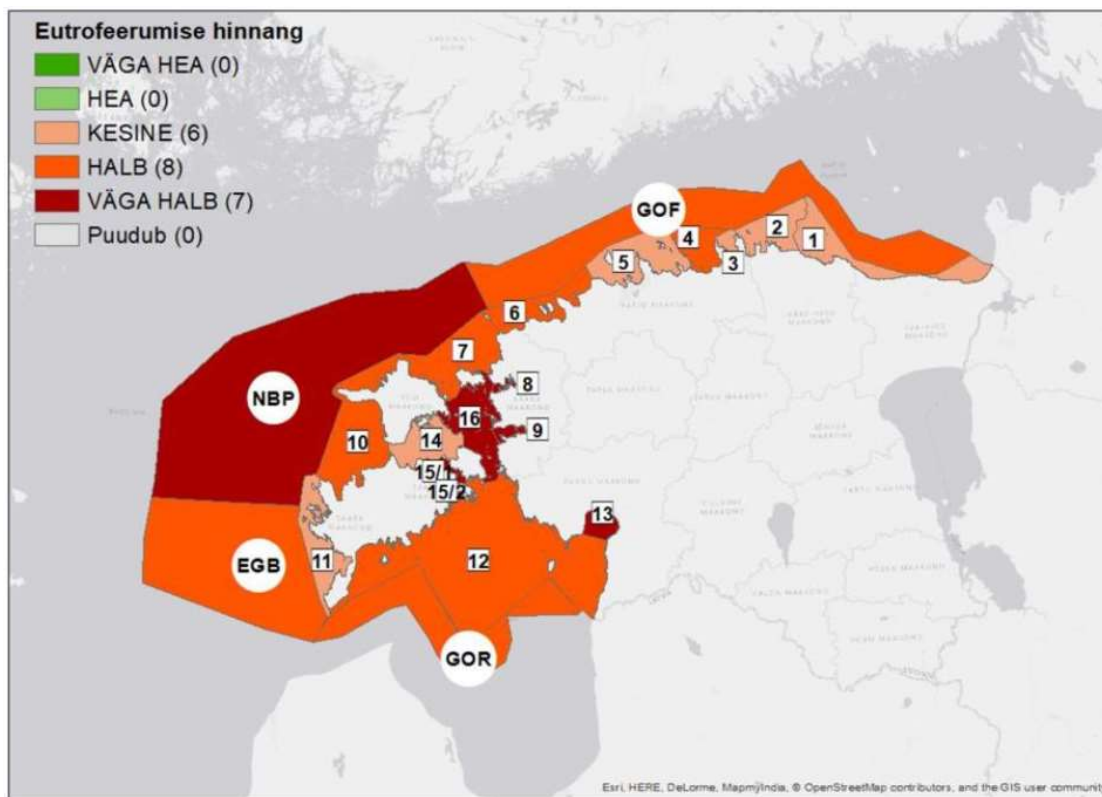 Eutrofeerumise hinnang
VÄGA HEA (0)
HEA (0)
KESINE (6)
HALB (8)
VÄGA HALB (7)
Puudub (0)
GOF
2
1
4
3
5
6
7
8
NBP
16
9
10
14
15/1
15/2
13
EGB
11
12
GOR
Esri, HERE, DeLorme, MapmyIndia, © OpenStreetMap contributors, and the GIS user community